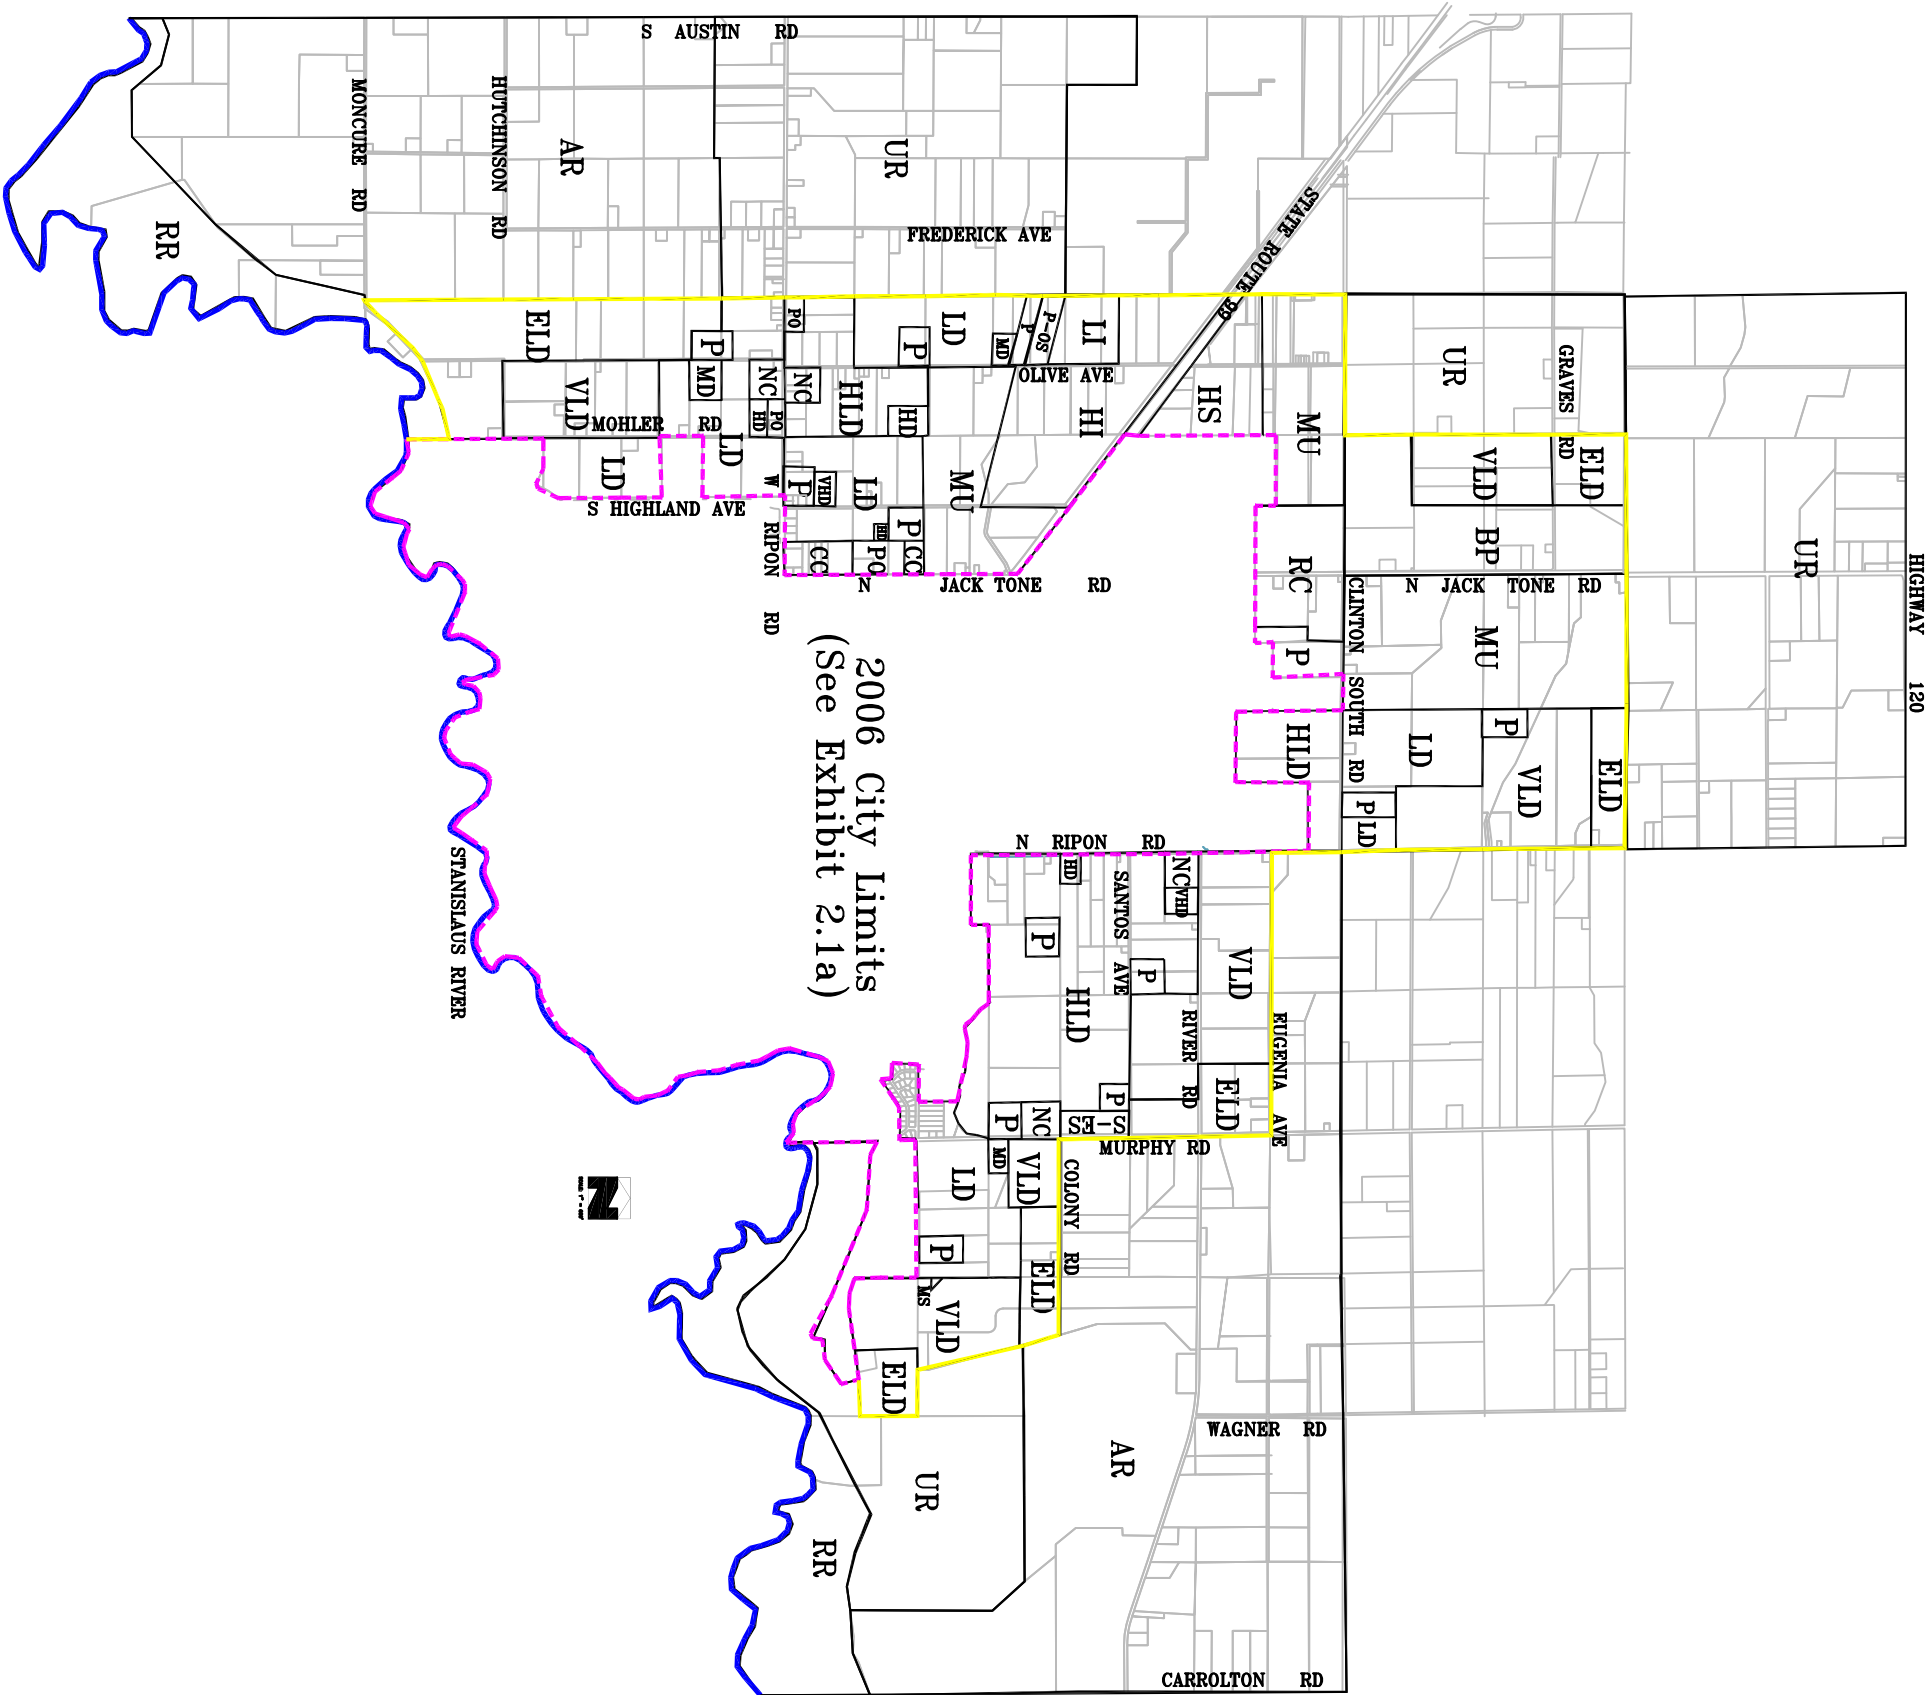 S AUSTIN RD
MONCURE RD
HUTCHINSON RD
AR
UR
RR
FREDERICK AVE
STATE ROUTE 99
HIGHWAY 120
ELD
P
PO
LD
P
MD
P
P-OS
LI
OLIVE AVE
UR
GRAVES RD
VLD
MD
NC
NC
HLD
HD
PO
HD
MOHLER RD
LD
HI
HS
MU
LD
S HIGHLAND AVE
W RIPON RD
P
VHD
LD
MU
P
HD
CC
PO
CC
N JACK TONE RD
VLD
ELD
BP
UR
RC
CLINTON SOUTH RD
N JACK TONE RD
MU
P
HLD
LD
P
VLD
ELD
P
LD
2006 City Limits
(See Exhibit 2.1a)
N RIPON RD
STANISLAUS RIVER
HD
SANTOS AVE
NC
VHD
P
P
VLD
HLD
RIVER RD
EUGENIA AVE
ELD
P
S-ES
P
NC
MURPHY RD
MD
VLD
COLONY RD
LD
P
ELD
MS
VLD
ELD
N
WAGNER RD
AR
UR
RR
CARROLTON RD